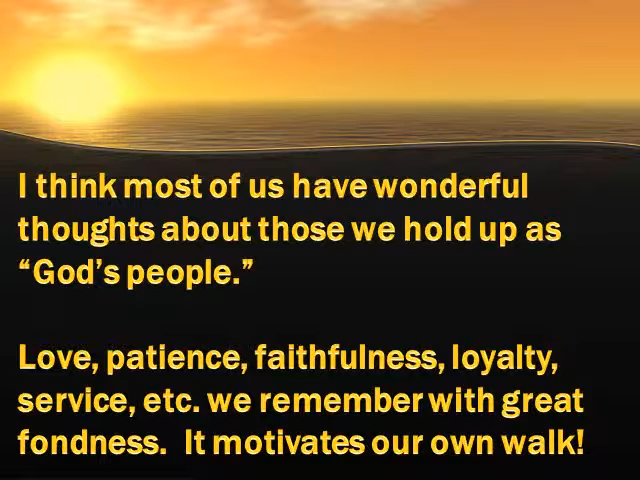 I think most of us have wonderful
thoughts about those we hold up as
“God’s people.”
Love, patience, faithfulness, loyalty,
service, etc. we remember with great
fondness.  It motivates our own walk!